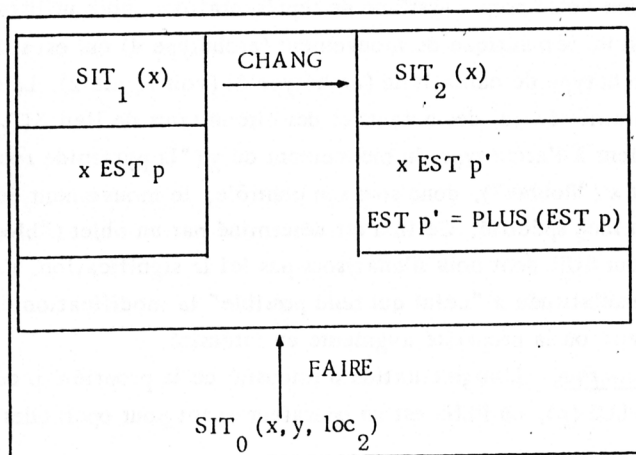 SIT₁ (x)
CHANG
SIT₂ (x)
x EST p
x EST p'
EST p' = PLUS (EST p)
FAIRE
SIT₀ (x, y, loc₂)